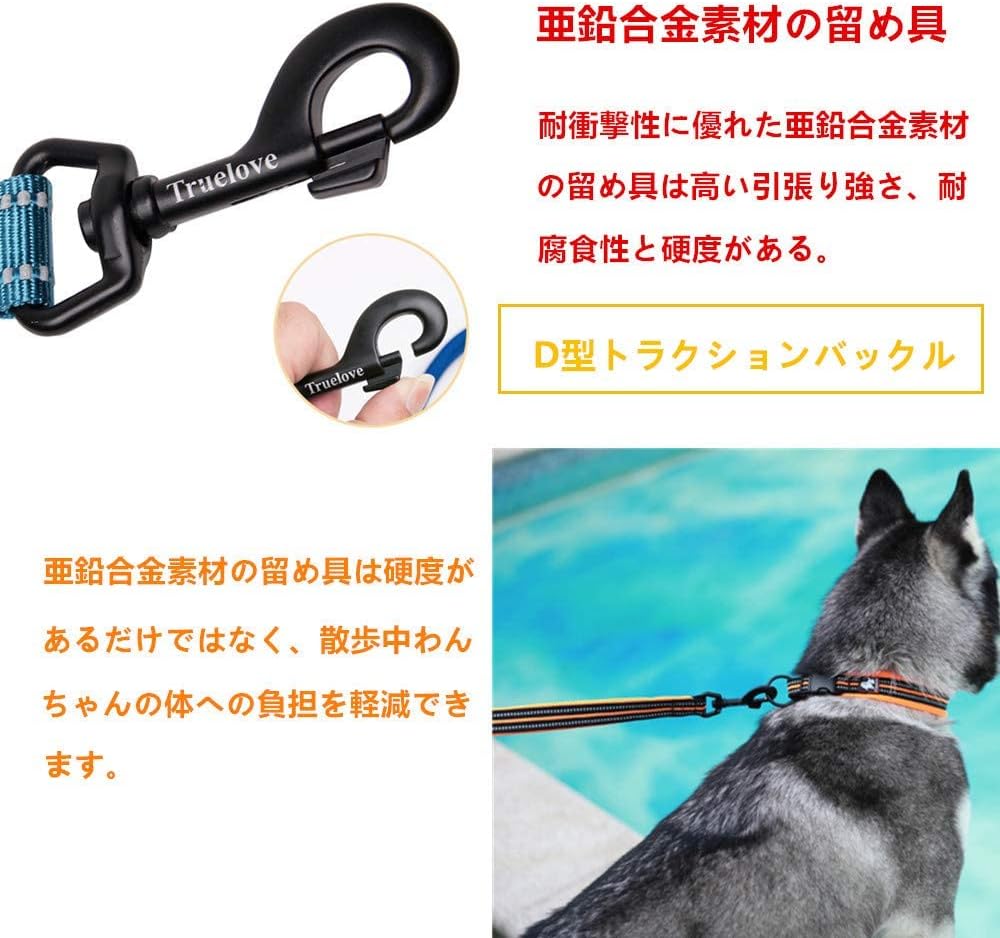 亜鉛合金素材の留め具
耐衝撃性に優れた亜鉛合金素材
の留め具は高い引張り強さ、耐
腐食性と硬度がある。
Truelove
Truelove
D型トラクションバックル
亜鉛合金素材の留め具は硬度が
あるだけではなく、散歩中わん
ちゃんの体への負担を軽減でき
ます。